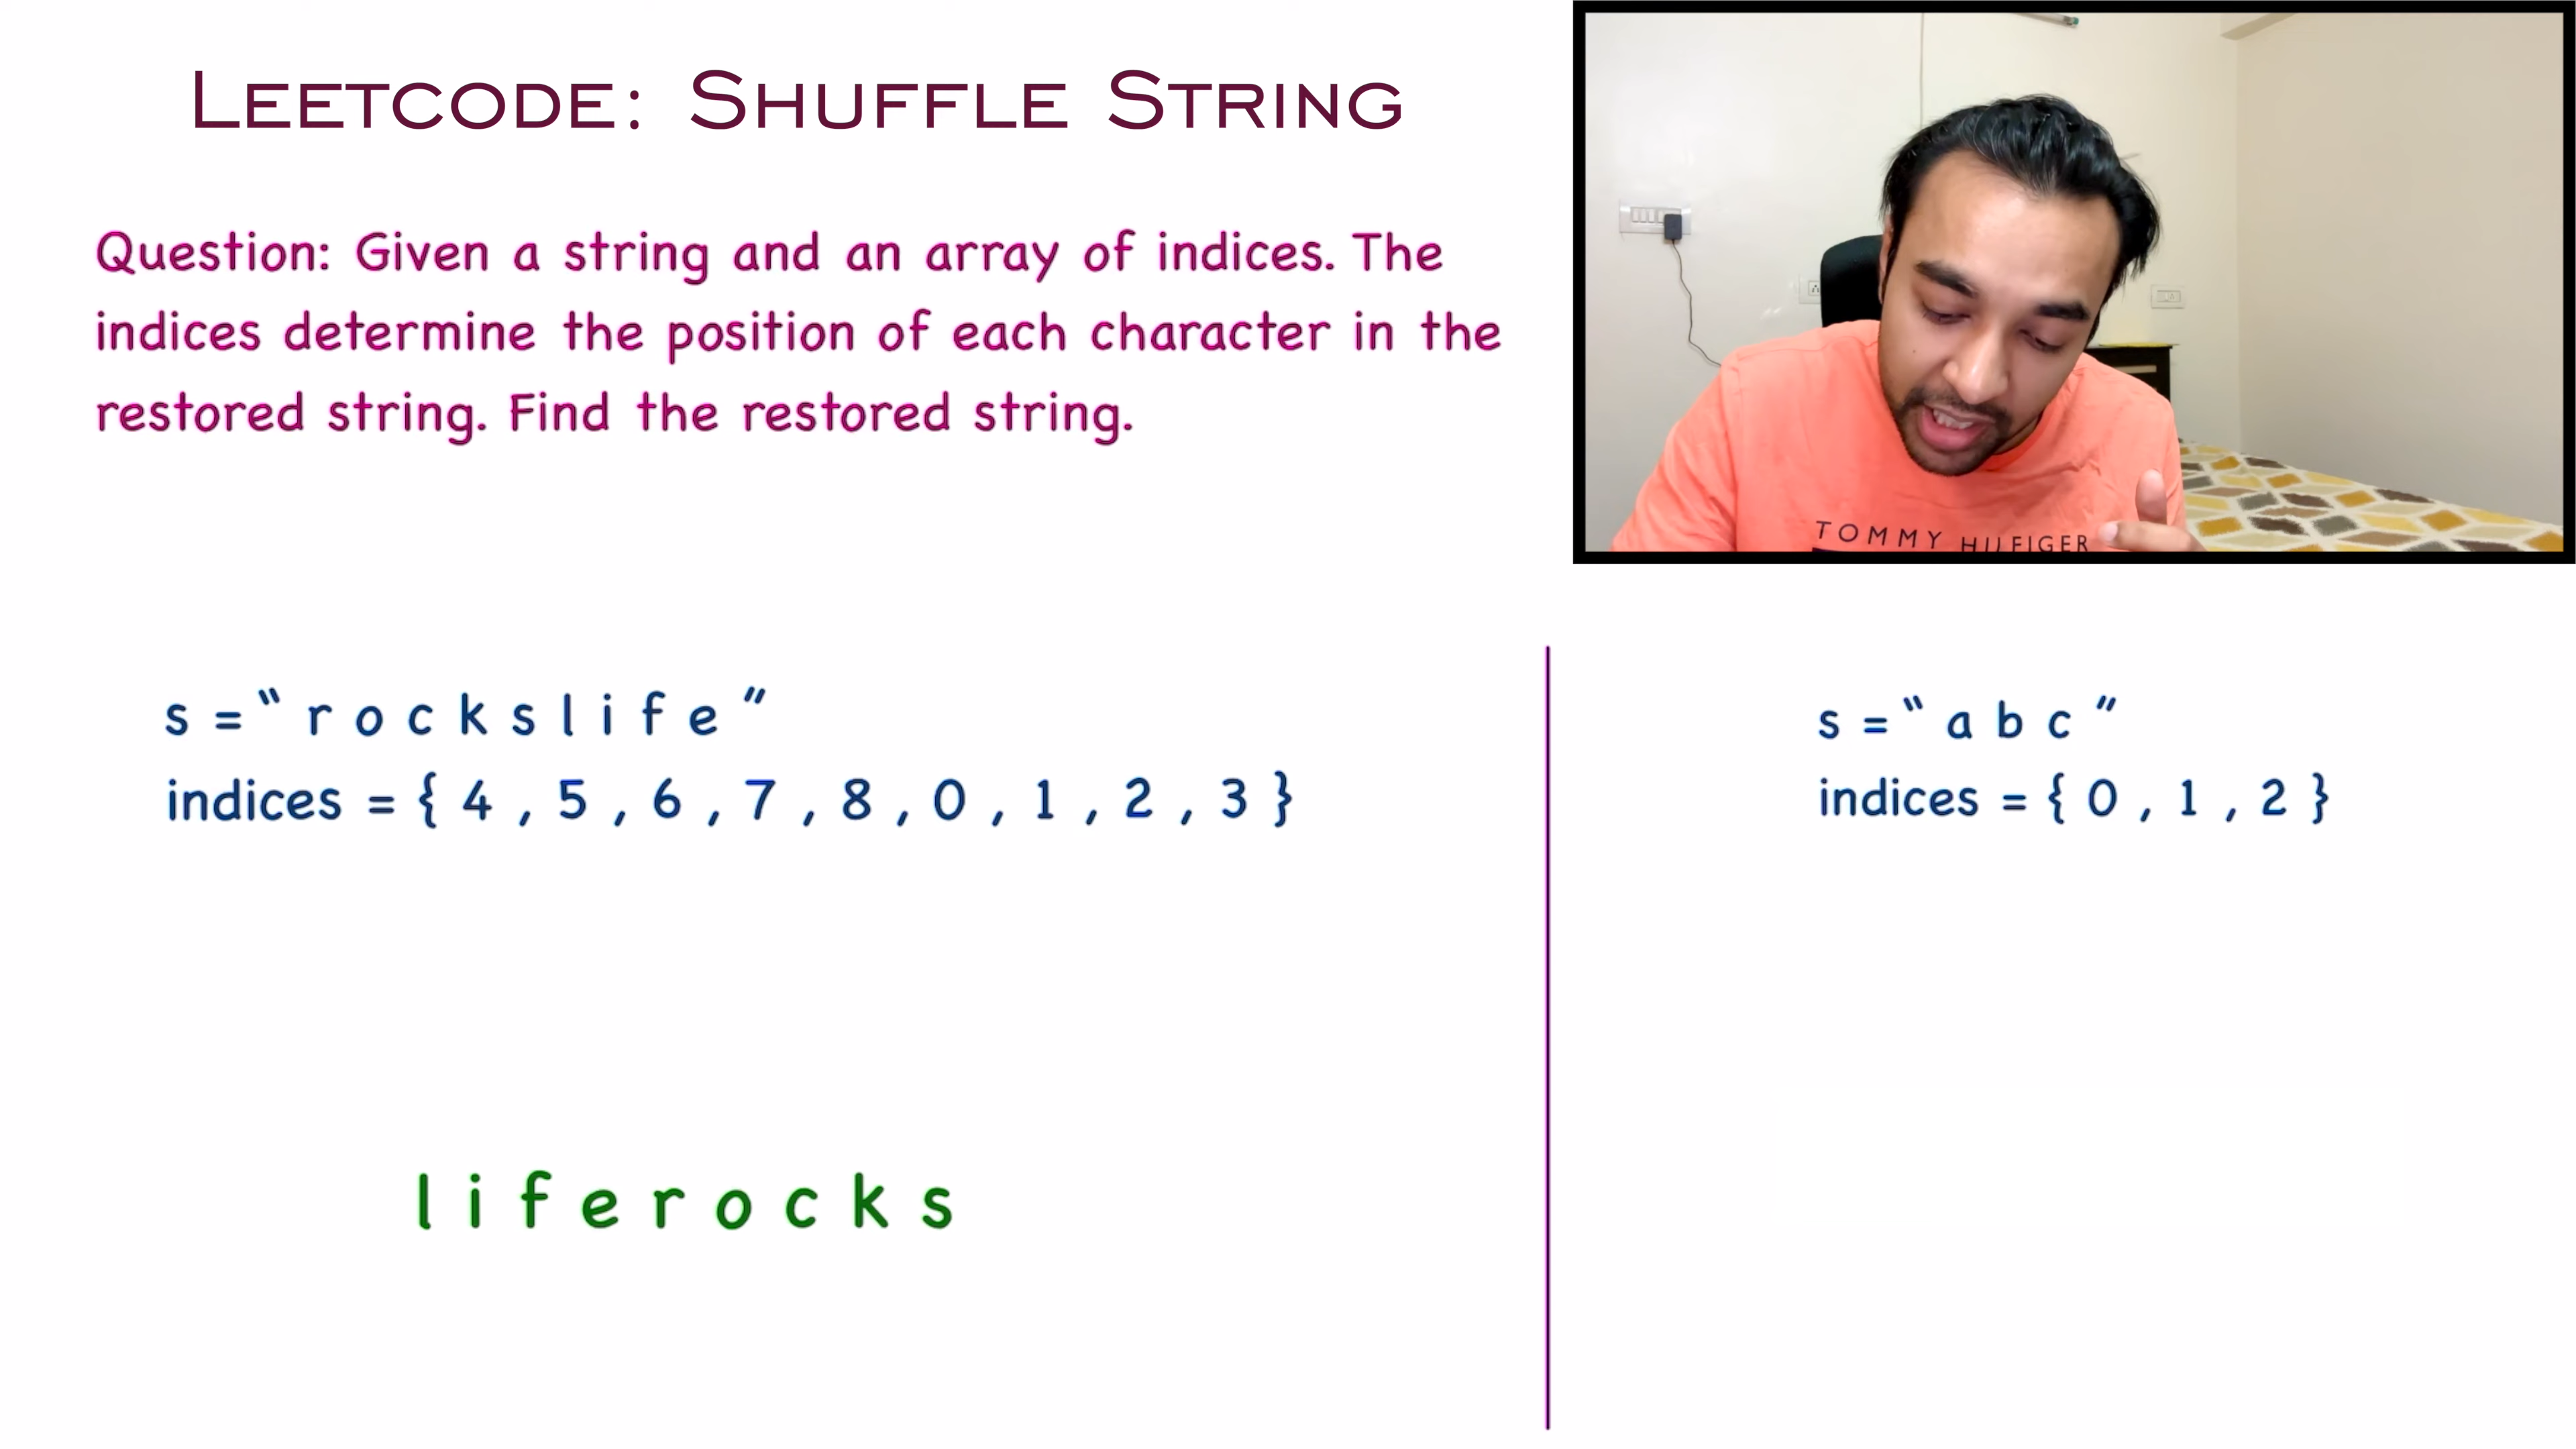 LEETCODE: SHUFFLE STRING
Question: Given a string and an array of indices. The
indices determine the position of each character in the
restored string. Find the restored string.
TOMMY HILFIGER
s = “ r o c k s l i f e ”
indices = { 4 , 5 , 6 , 7 , 8 , 0 , 1 , 2 , 3 }
l i f e r o c k s
s = “ a b c ”
indices = { 0 , 1 , 2 }